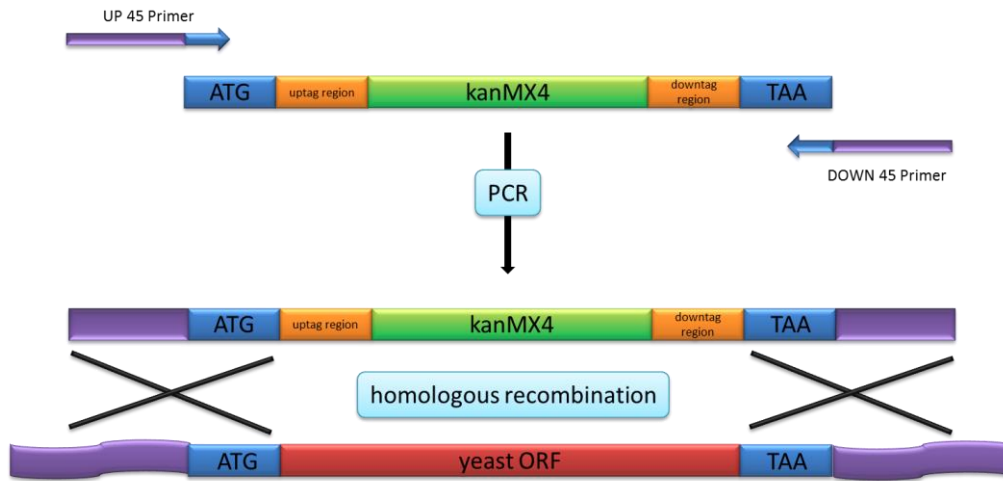 UP 45 Primer
ATG
uptag region
kanMX4
downtag
region
TAA
DOWN 45 Primer
PCR
ATG
uptag region
kanMX4
downtag
region
TAA
homologous recombination
ATG
yeast ORF
TAA